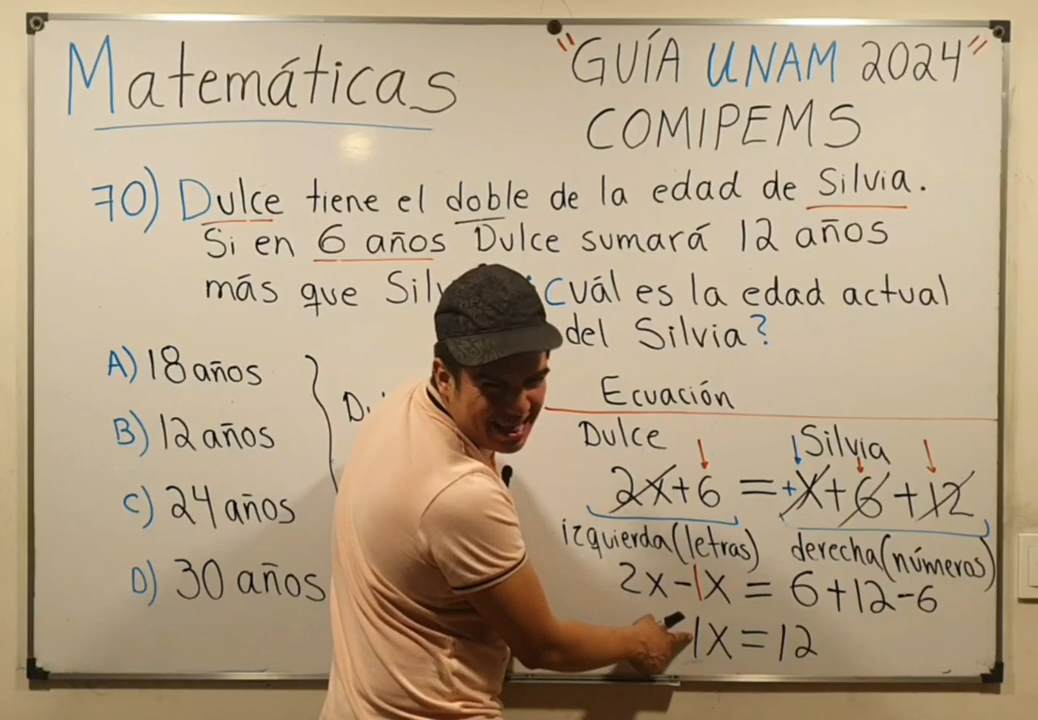 Matemáticas
"GUÍA UNAM 2024"
COMIPEMS
70) Dulce tiene el doble de la edad de Silvia.
Si en 6 años Dulce sumará 12 años
más que ¿Cuál es la edad actual
del Silvia?
A) 18 años
B) 12 años
C) 24 años
D) 30 años
Ecuación
Dulce Silvia
2x+6 = +x+6+12
izquierda(letras) derecha(números)
2x-1x = 6+12-6
1x=12